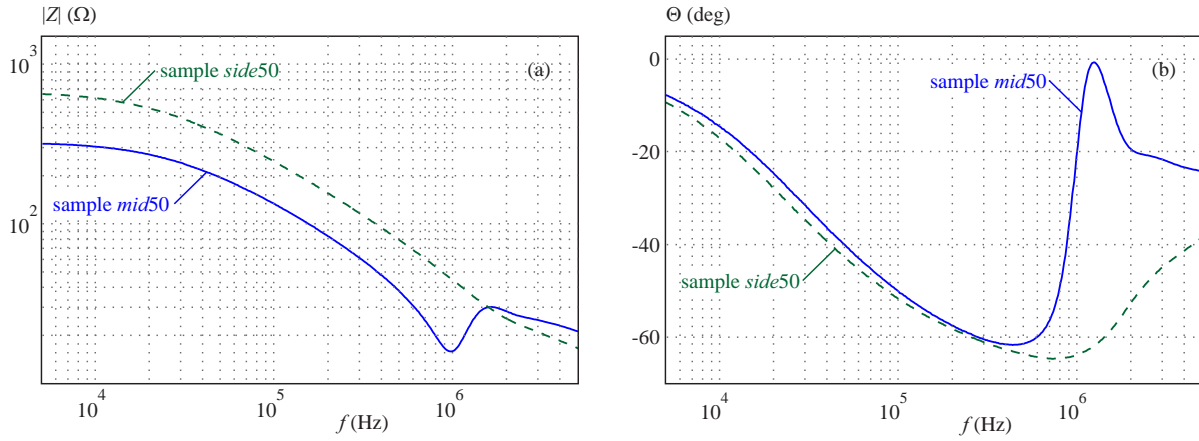 |Z| (Ω)
10³
10²
sample side50
sample mid50
(a)
10⁴
10⁵
10⁶
f (Hz)
Θ (deg)
0
-20
-40
-60
sample mid50
(b)
sample side50
10⁴
10⁵
10⁶
f (Hz)